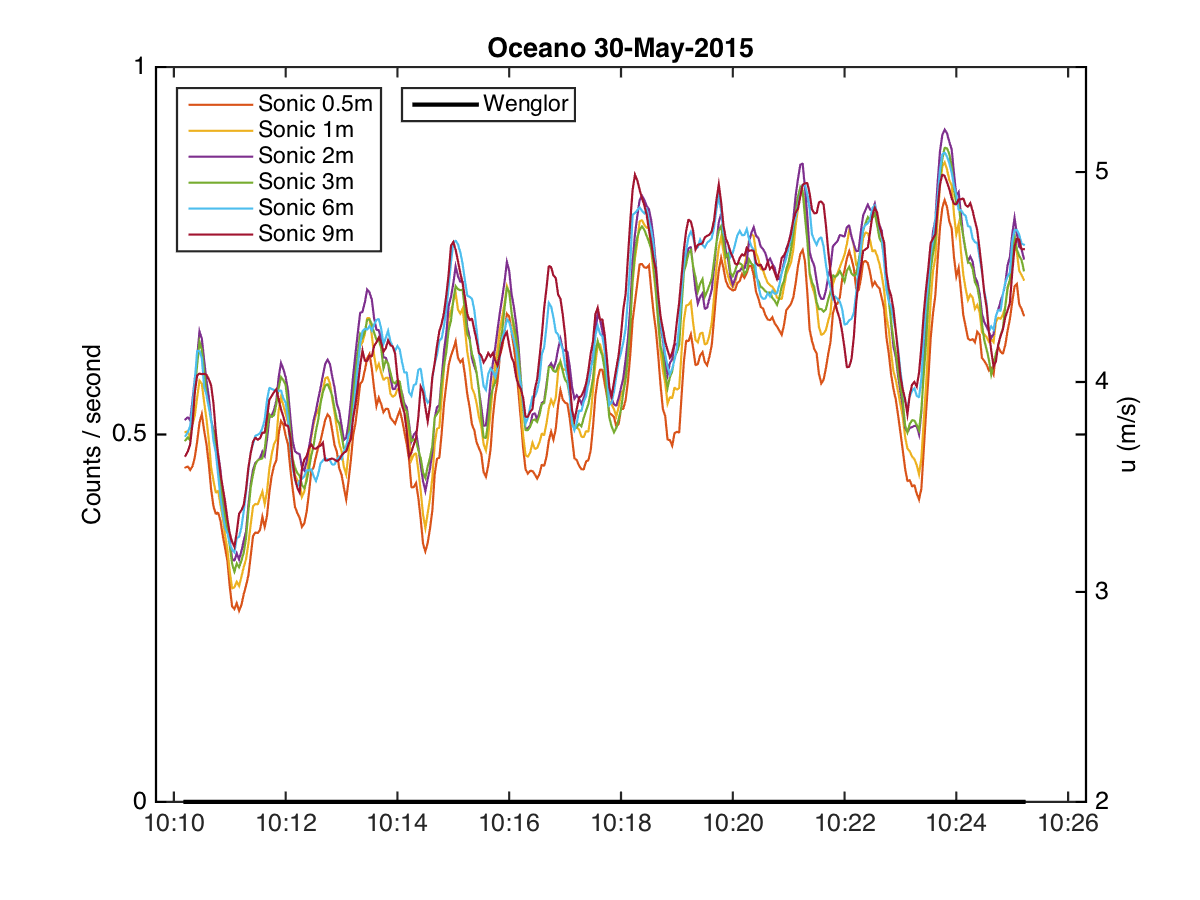 Oceano 30-May-2015
1
Sonic 0.5m
Wenglor
Sonic 1m
Sonic 2m
5
Sonic 3m
Sonic 6m
Sonic 9m
4
Counts / second
0.5
u (m/s)
3
0
2
10:10 10:12 10:14 10:16 10:18 10:20 10:22 10:24 10:26